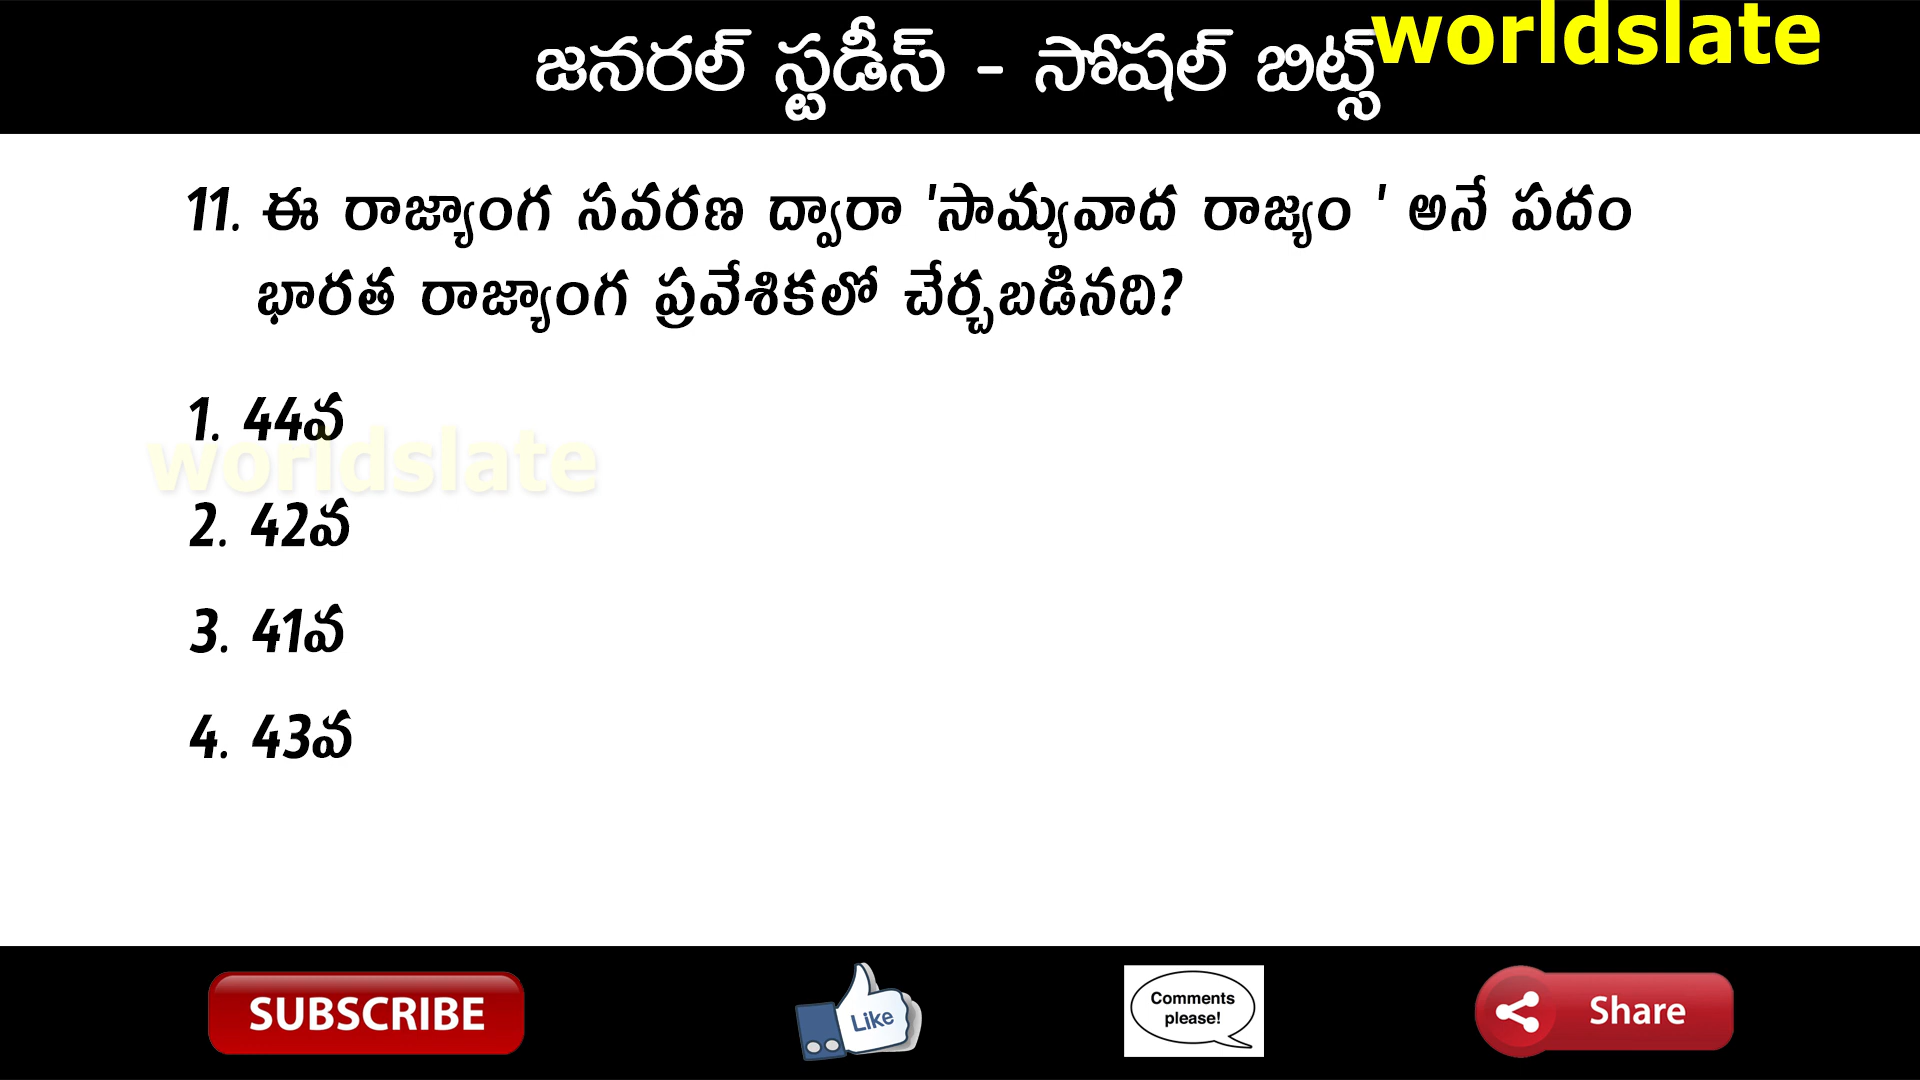 జనరల్ స్టడీస్ - సోషల్ బిట్స్
worldslate
11. ఈ రాజ్యాంగ సవరణ ద్వారా 'సామ్యవాద రాజ్యం ' అనే పదం
భారత రాజ్యాంగ ప్రవేశికలో చేర్చబడినది?
1. 44వ
worldslate
2. 42వ
3. 41వ
4. 43వ
SUBSCRIBE
Like
Comments
please!
Share